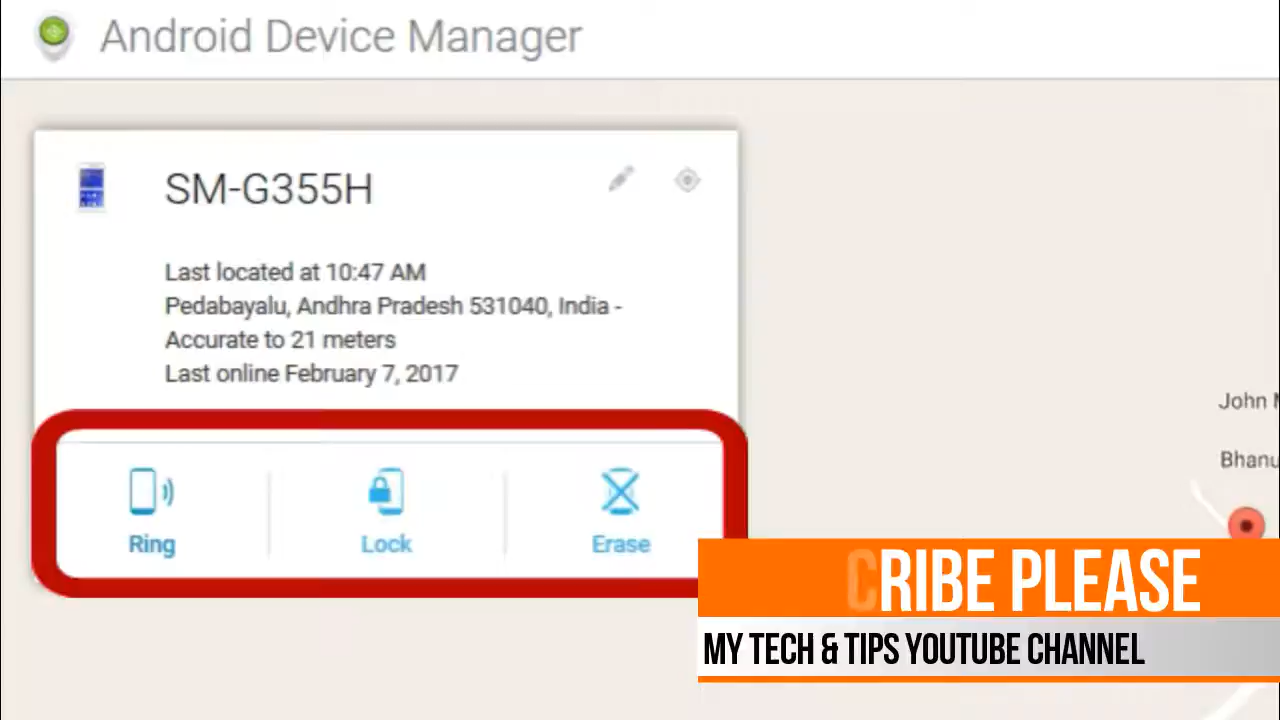 Android Device Manager
SM-G355H
Last located at 10:47 AM
Pedabayalu, Andhra Pradesh 531040, India -
Accurate to 21 meters
Last online February 7, 2017
Ring
Lock
Erase
John
Bhanu
CRIBE PLEASE
MY TECH & TIPS YOUTUBE CHANNEL